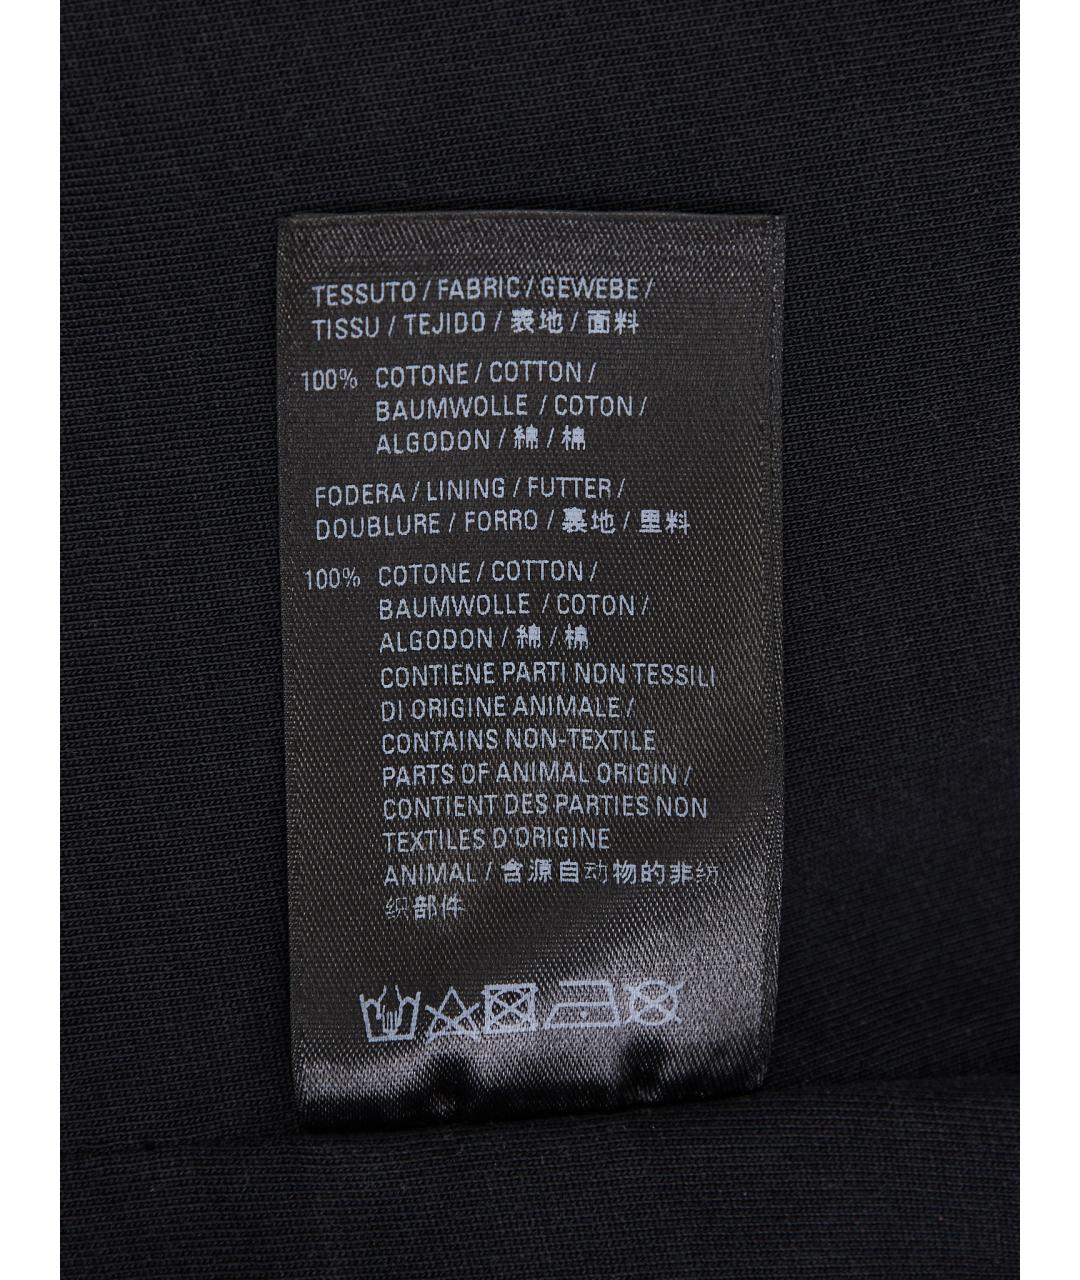 TESSUTO / FABRIC / GEWEBE /
TISSU / TEJIDO / 表地 / 面料
100% COTONE / COTTON /
BAUMWOLLE / COTON /
ALGODON / 綿 / 棉
FODERA / LINING / FUTTER /
DOUBLURE / FORRO / 裏地 / 里料
100% COTONE / COTTON /
BAUMWOLLE / COTON /
ALGODON / 綿 / 棉
CONTIENE PARTI NON TESSILI
DI ORIGINE ANIMALE /
CONTAINS NON-TEXTILE
PARTS OF ANIMAL ORIGIN /
CONTIENT DES PARTIES NON
TEXTILES D'ORIGINE
ANIMAL / 含源自动物的非纺
织部件